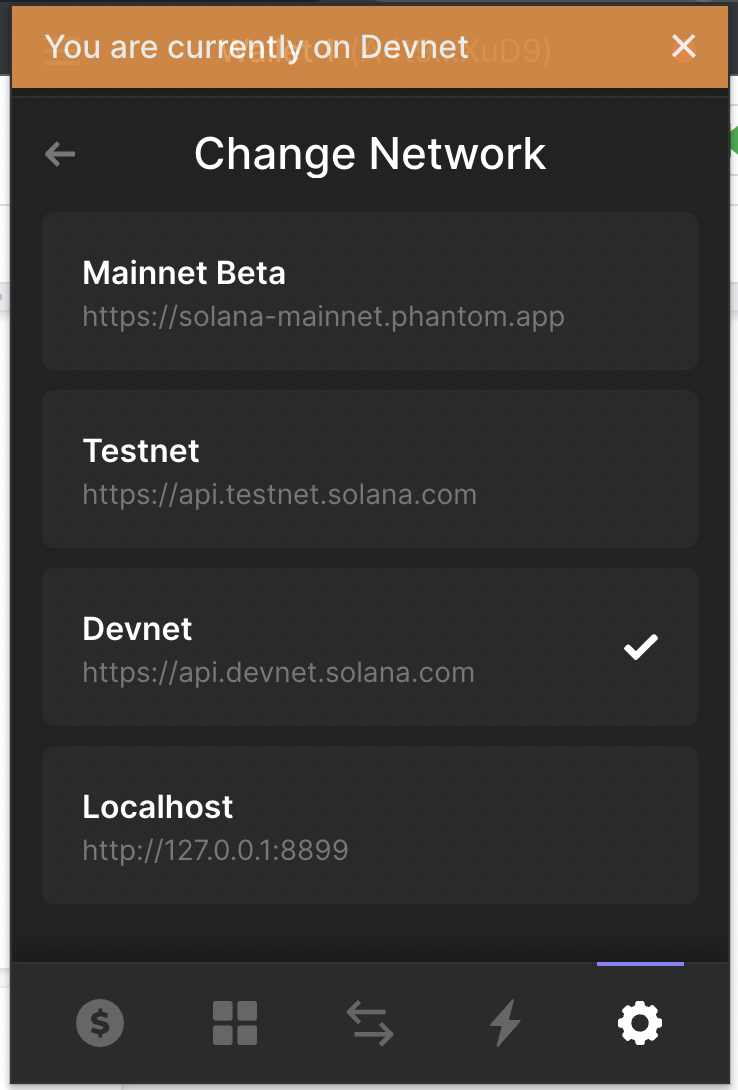 You are currently on Devnet
Change Network
Mainnet Beta
https://solana-mainnet.phantom.app
Testnet
https://api.testnet.solana.com
Devnet
https://api.devnet.solana.com
Localhost
http://127.0.0.1:8899